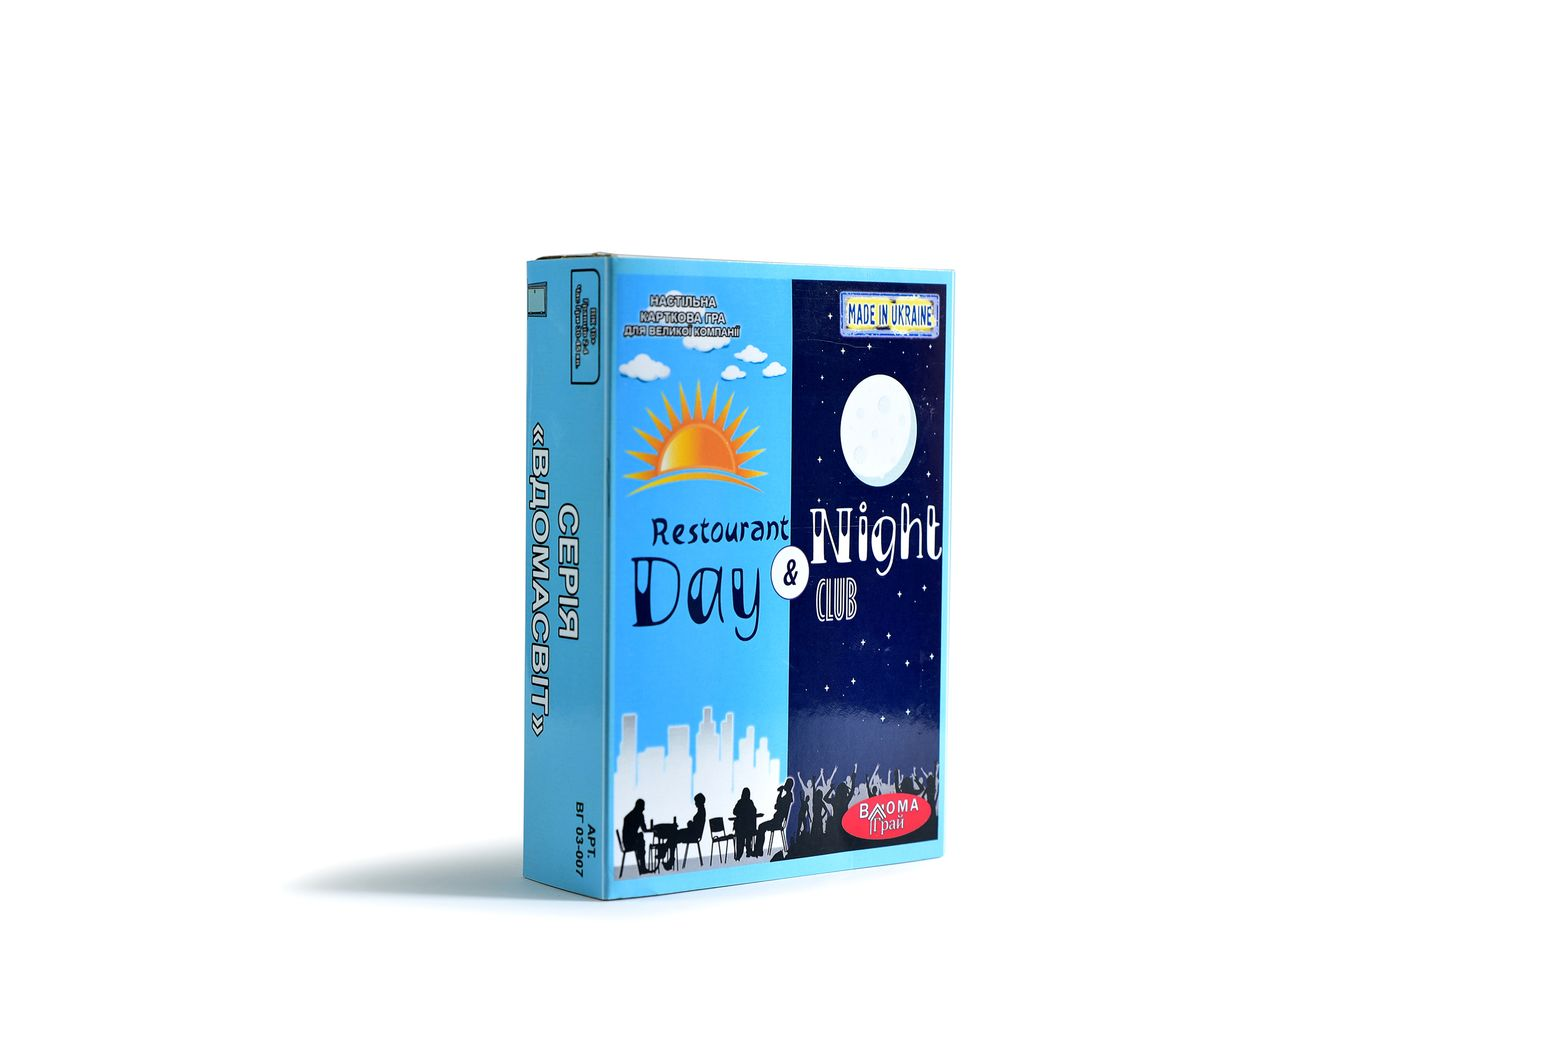 НАСТІЛЬНА
КАРТКОВА ГРА
ДЛЯ ВЕЛИКОЇ КОМПАНІЇ
MADE IN UKRAINE
Restourant
Day
&
Night
CLUB
ВДОМА
Грай
СЕРІЯ
«ВДОМАСВІТ»
АРТ.
ВГ 03-007